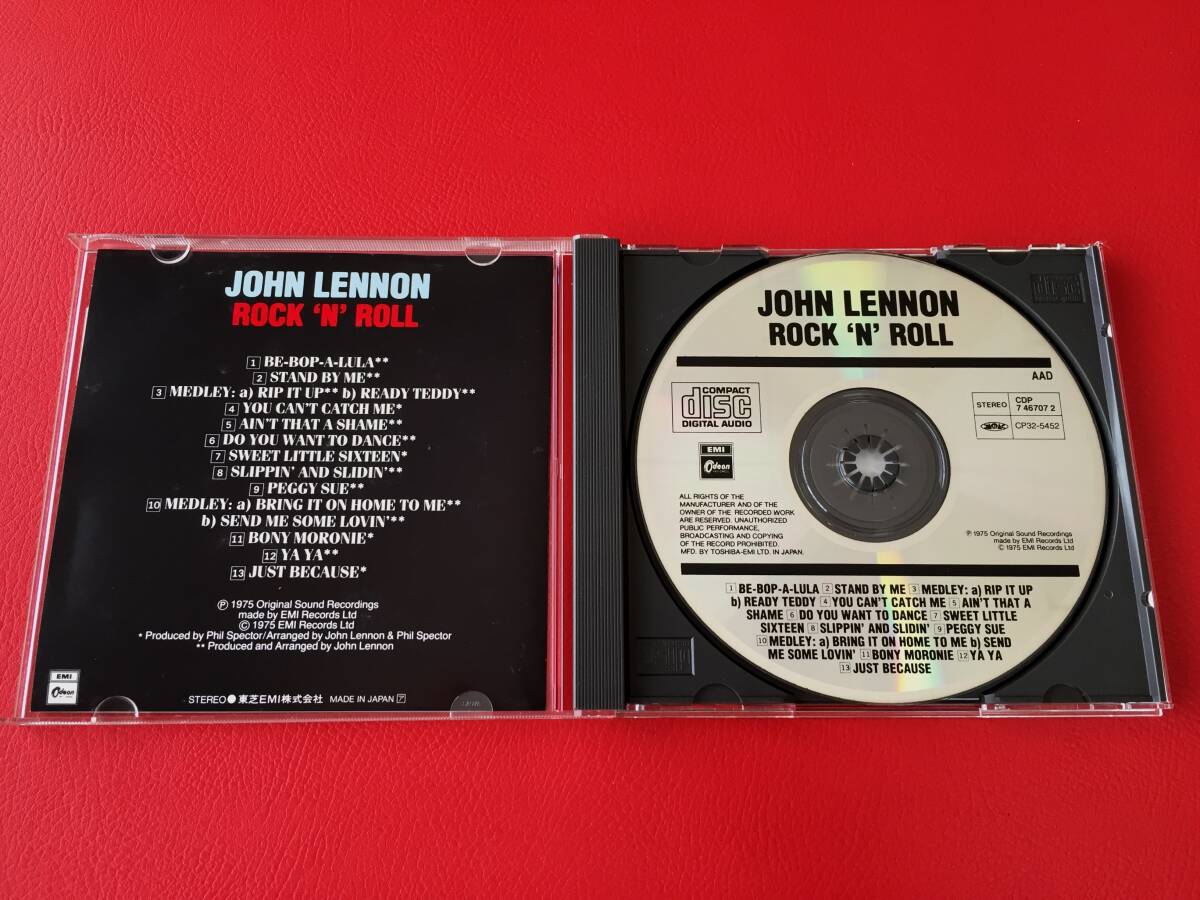 JOHN LENNON
ROCK 'N' ROLL
1 BE-BOP-A-LULA**
2 STAND BY ME**
3 MEDLEY: a) RIP IT UP** b) READY TEDDY**
4 YOU CAN'T CATCH ME*
5 AIN'T THAT A SHAME**
6 DO YOU WANT TO DANCE**
7 SWEET LITTLE SIXTEEN*
8 SLIPPIN' AND SLIDIN'**
9 PEGGY SUE**
10 MEDLEY: a) BRING IT ON HOME TO ME**
b) SEND ME SOME LOVIN'**
11 BONY MORONIE*
12 YA YA**
13 JUST BECAUSE*
Ⓟ 1975 Original Sound Recordings
made by EMI Records Ltd
© 1975 EMI Records Ltd
* Produced by Phil Spector/Arranged by John Lennon & Phil Spector
** Produced and Arranged by John Lennon
EMI
Odeon
STEREO ● 東芝EMI株式会社 MADE IN JAPAN ア
JOHN LENNON
ROCK 'N' ROLL
AAD
COMPACT
disc
DIGITAL AUDIO
STEREO
CDP
7 46707 2
CP32-5452
EMI
Odeon
ALL RIGHTS OF THE
MANUFACTURER AND OF THE
OWNER OF THE RECORDED WORK
ARE RESERVED. UNAUTHORIZED
PUBLIC PERFORMANCE,
BROADCASTING AND COPYING
OF THE RECORD PROHIBITED.
MFD. BY TOSHIBA-EMI LTD. IN JAPAN.
Ⓟ 1975 Original Sound Recordings
made by EMI Records Ltd
© 1975 EMI Records Ltd
1 BE-BOP-A-LULA 2 STAND BY ME 3 MEDLEY: a) RIP IT UP
b) READY TEDDY 4 YOU CAN'T CATCH ME 5 AIN'T THAT A
SHAME 6 DO YOU WANT TO DANCE 7 SWEET LITTLE
SIXTEEN 8 SLIPPIN' AND SLIDIN' 9 PEGGY SUE
10 MEDLEY: a) BRING IT ON HOME TO ME b) SEND
ME SOME LOVIN' 11 BONY MORONIE 12 YA YA
13 JUST BECAUSE